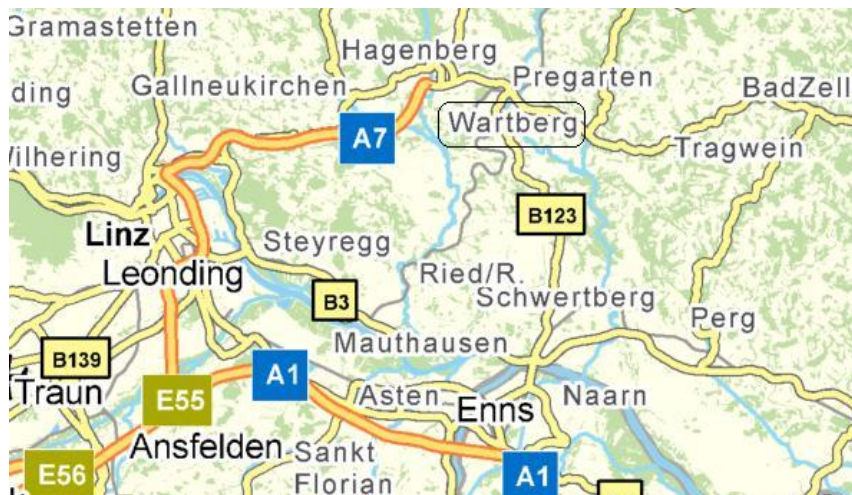 Gramastetten
Hagenberg
ding
Gallneukirchen
Pregarten
BadZell
Wartberg
A7
Wilhering
Tragwein
Linz
B123
Steyregg
Leonding
Ried/R.
Schwertberg
B3
Perg
Mauthausen
B139
A1
Traun
E55
Asten
Enns
Naarn
Ansfelden
Sankt
Florian
E56
A1